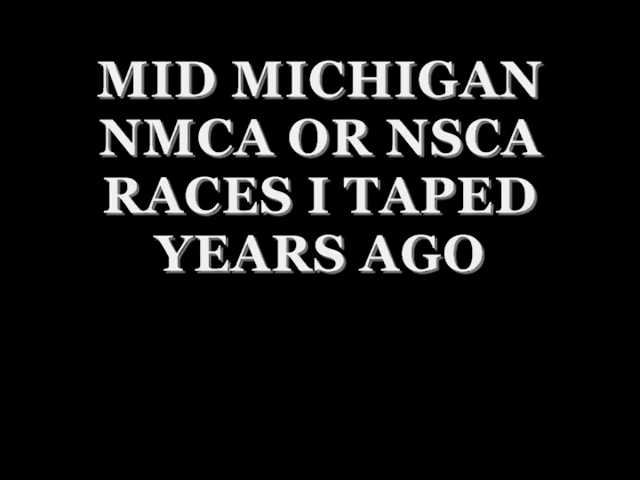 MID MICHIGAN
NMCA OR NSCA
RACES I TAPED
YEARS AGO